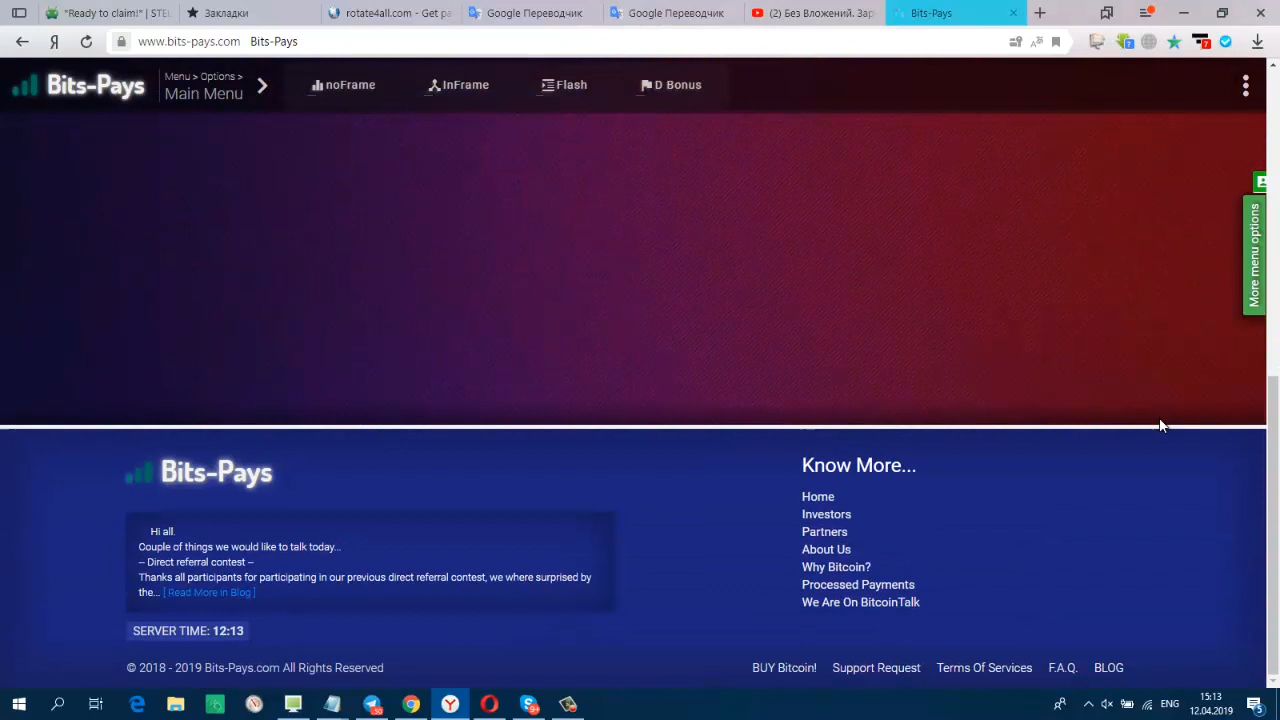 "Ready to claim!" | STEL
Закладки
rotate4all.com - Get pa
Google Переводчик
Google Переводчик
(2) Без Вложений. Зар
Bits-Pays
www.bits-pays.com Bits-Pays
7
7
Bits-Pays
Menu > Options >
Main Menu
noFrame
InFrame
Flash
D Bonus
More menu options
Bits-Pays
Hi all.
Couple of things we would like to talk today...
-- Direct referral contest --
Thanks all participants for participating in our previous direct referral contest, we where surprised by
the... [ Read More in Blog ]
SERVER TIME: 12:13
© 2018 - 2019 Bits-Pays.com All Rights Reserved
Know More...
Home
Investors
Partners
About Us
Why Bitcoin?
Processed Payments
We Are On BitcoinTalk
BUY Bitcoin!
Support Request
Terms Of Services
F.A.Q.
BLOG
ENG
15:13
12.04.2019